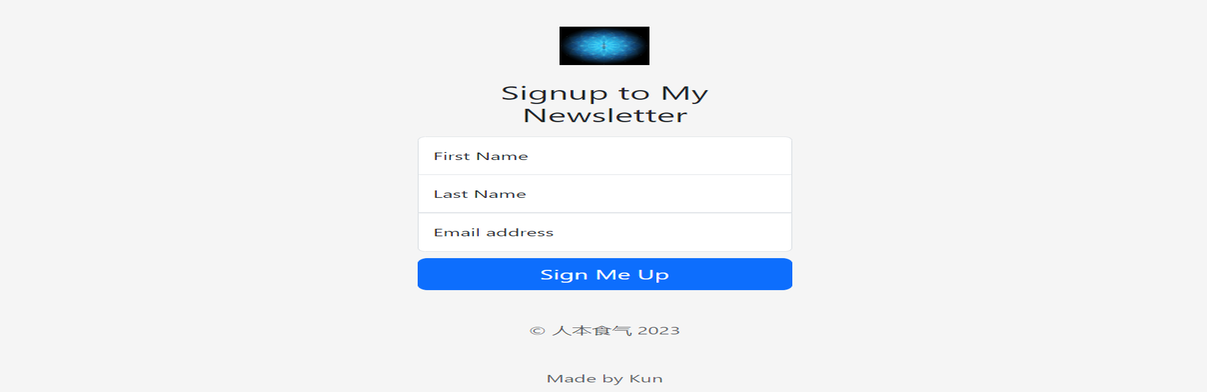 Signup to My
Newsletter
First Name
Last Name
Email address
Sign Me Up
© 人本食气 2023
Made by Kun